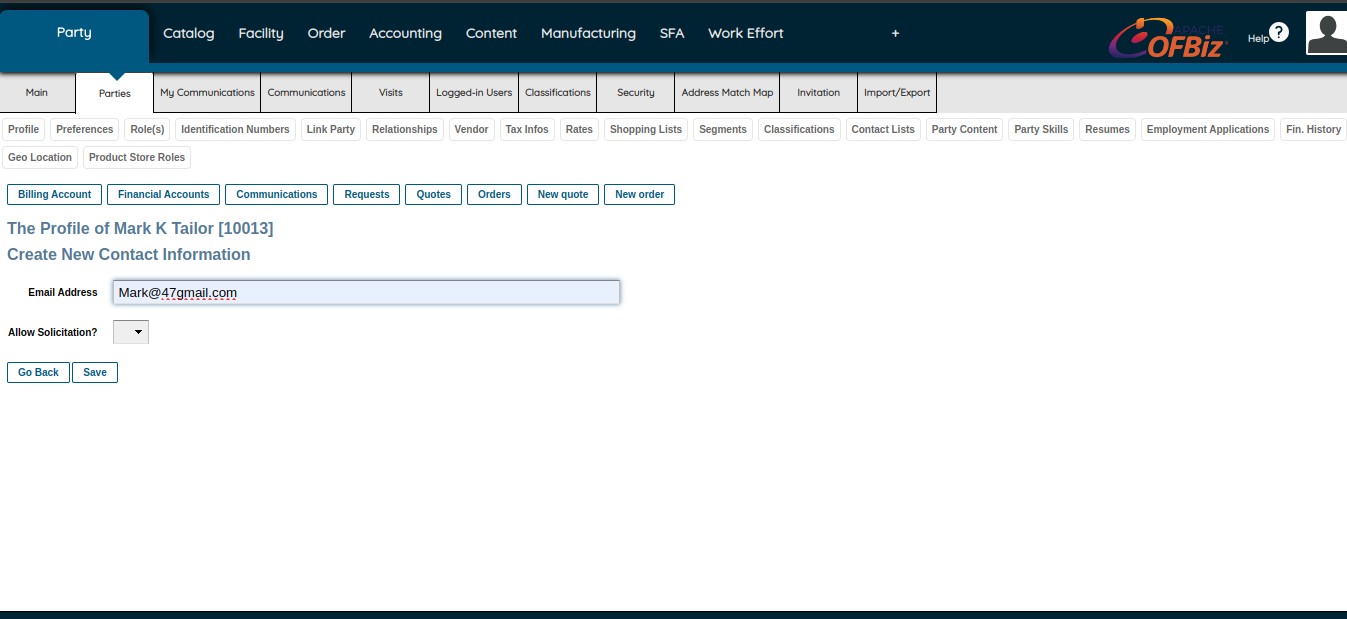 Party Catalog Facility Order Accounting Content Manufacturing SFA Work Effort + APACHE OFBiz Help ?
Main Parties My Communications Communications Visits Logged-in Users Classifications Security Address Match Map Invitation Import/Export
Profile Preferences Role(s) Identification Numbers Link Party Relationships Vendor Tax Infos Rates Shopping Lists Segments Classifications Contact Lists Party Content Party Skills Resumes Employment Applications Fin. History
Geo Location Product Store Roles
Billing Account Financial Accounts Communications Requests Quotes Orders New quote New order
The Profile of Mark K Tailor [10013]
Create New Contact Information
Email Address Mark@47gmail.com
Allow Solicitation?
Go Back Save